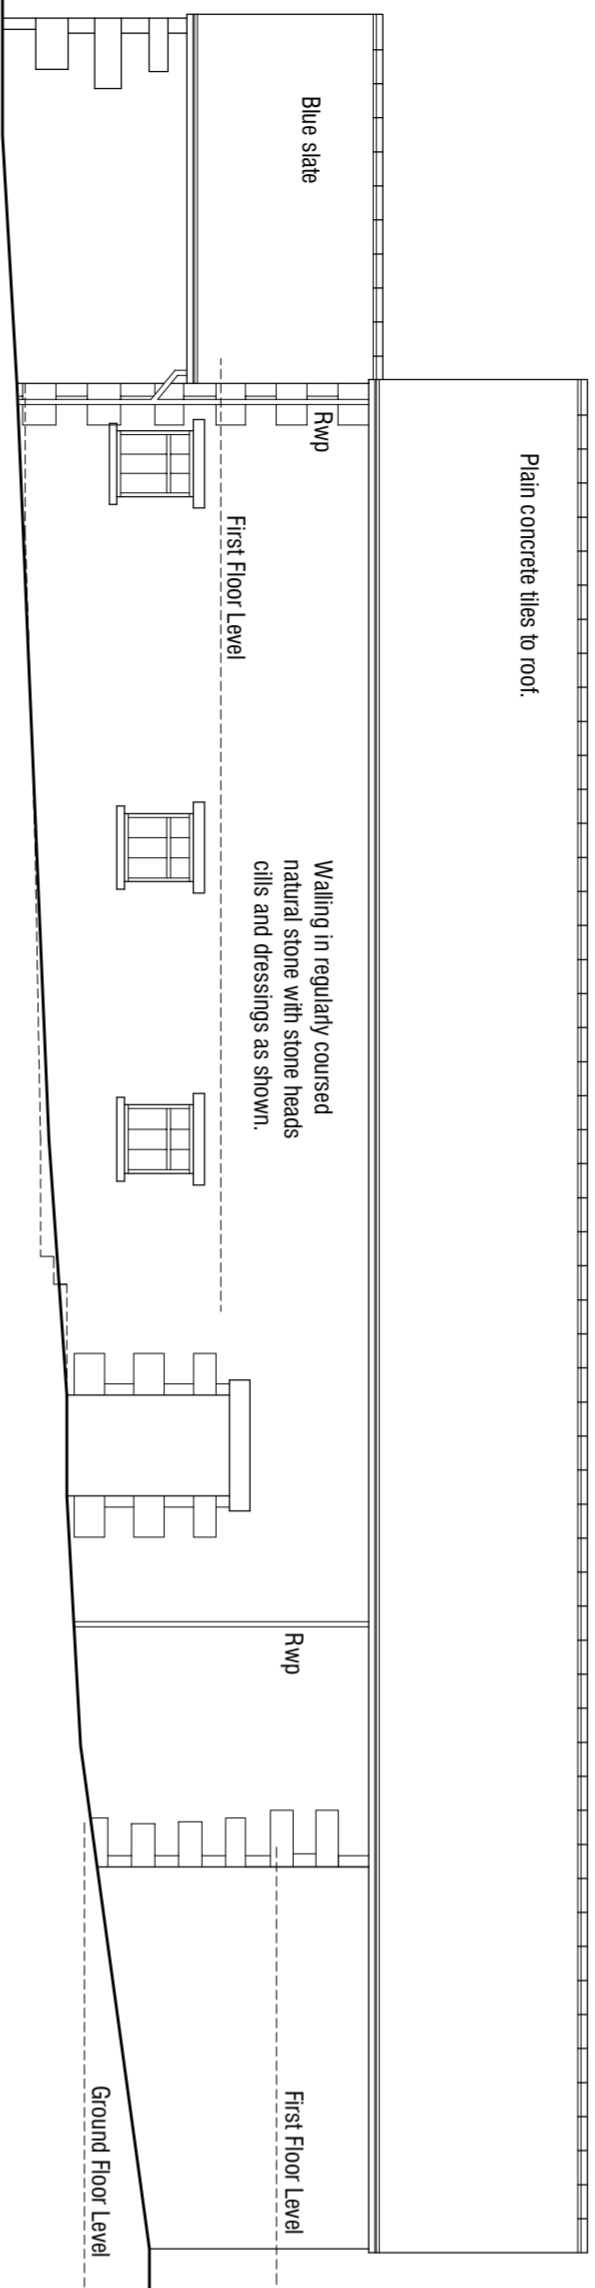 Blue slate
Plain concrete tiles to roof.
Rwp
First Floor Level
Walling in regularly coursed
natural stone with stone heads
cills and dressings as shown.
Rwp
First Floor Level
Ground Floor Level